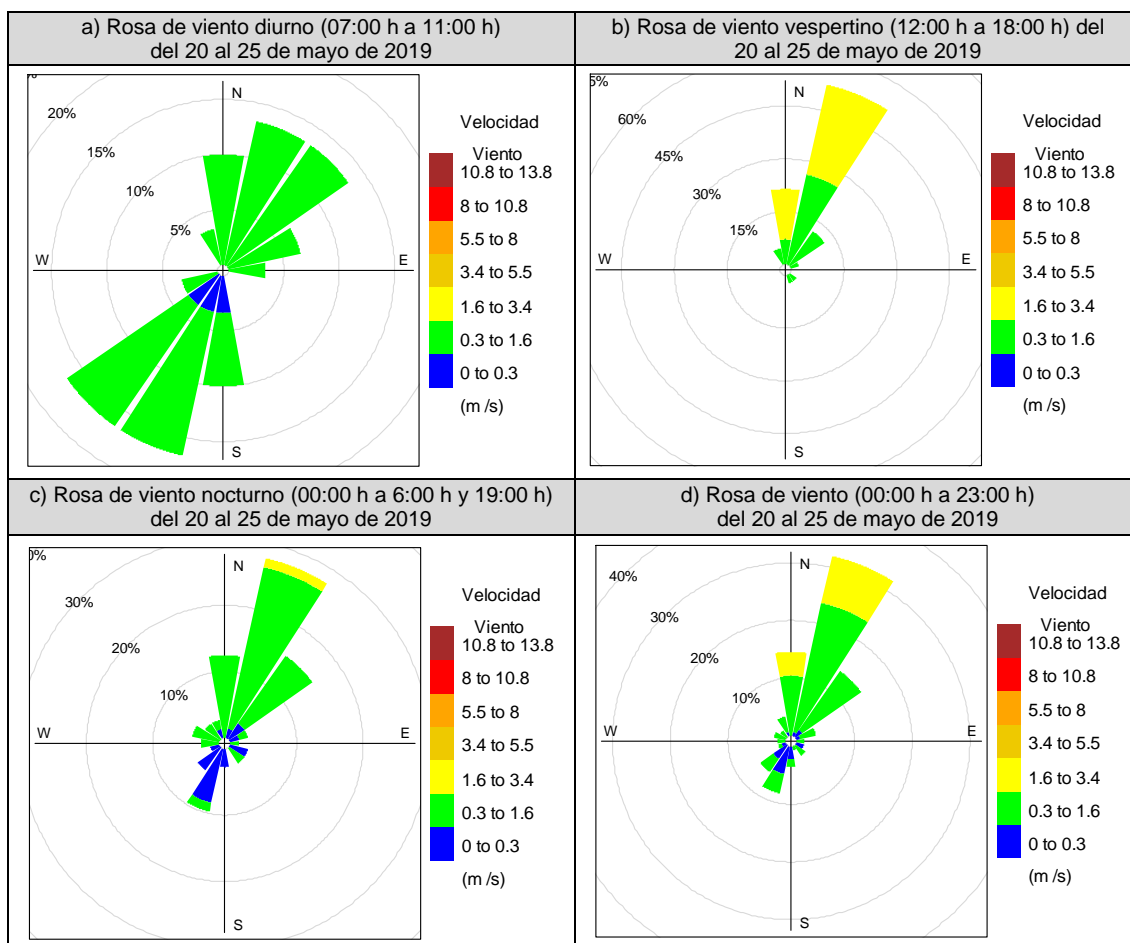 a) Rosa de viento diurno (07:00 h a 11:00 h)
del 20 al 25 de mayo de 2019
20%
15%
10%
5%
N
W
E
S
Velocidad
Viento
10.8 to 13.8
8 to 10.8
5.5 to 8
3.4 to 5.5
1.6 to 3.4
0.3 to 1.6
0 to 0.3
(m /s)
b) Rosa de viento vespertino (12:00 h a 18:00 h) del
20 al 25 de mayo de 2019
5%
60%
45%
30%
15%
N
W
E
S
Velocidad
Viento
10.8 to 13.8
8 to 10.8
5.5 to 8
3.4 to 5.5
1.6 to 3.4
0.3 to 1.6
0 to 0.3
(m /s)
c) Rosa de viento nocturno (00:00 h a 6:00 h y 19:00 h)
del 20 al 25 de mayo de 2019
0%
30%
20%
10%
N
W
E
S
Velocidad
Viento
10.8 to 13.8
8 to 10.8
5.5 to 8
3.4 to 5.5
1.6 to 3.4
0.3 to 1.6
0 to 0.3
(m /s)
d) Rosa de viento (00:00 h a 23:00 h)
del 20 al 25 de mayo de 2019
40%
30%
20%
10%
N
W
E
S
Velocidad
Viento
10.8 to 13.8
8 to 10.8
5.5 to 8
3.4 to 5.5
1.6 to 3.4
0.3 to 1.6
0 to 0.3
(m /s)